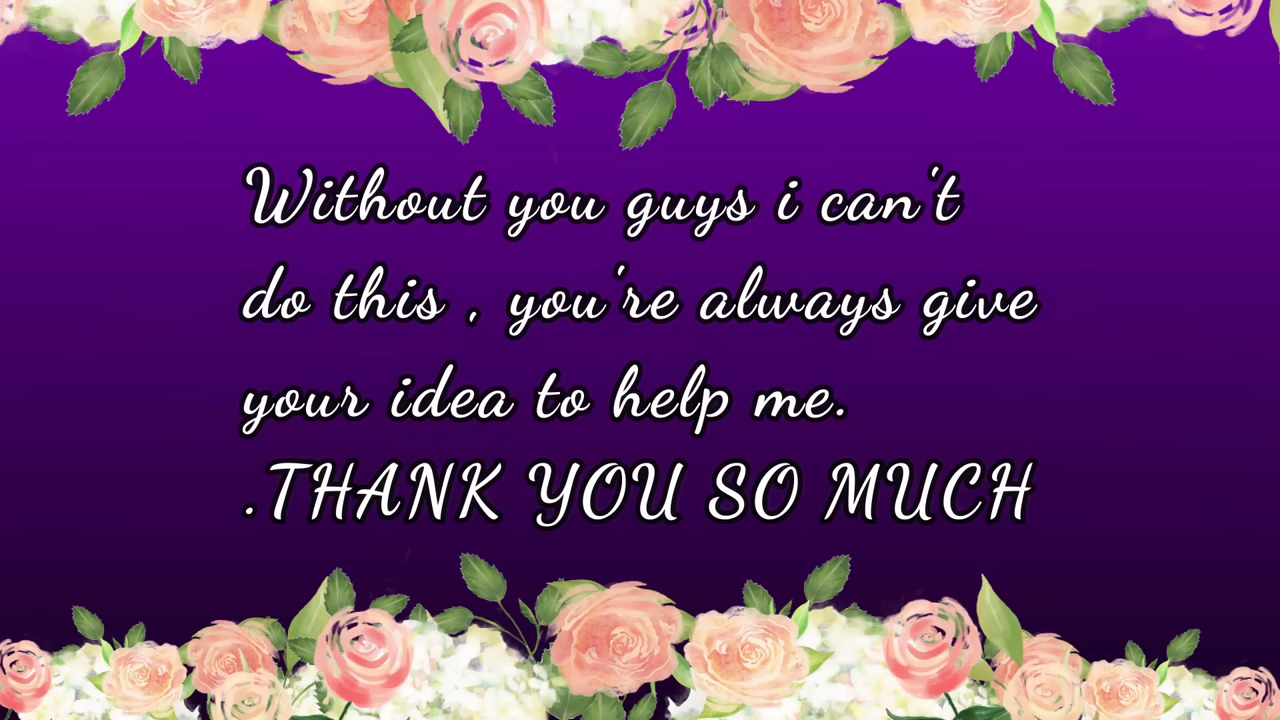 Without you guys i can't
do this , you're always give
your idea to help me.
.THANK YOU SO MUCH